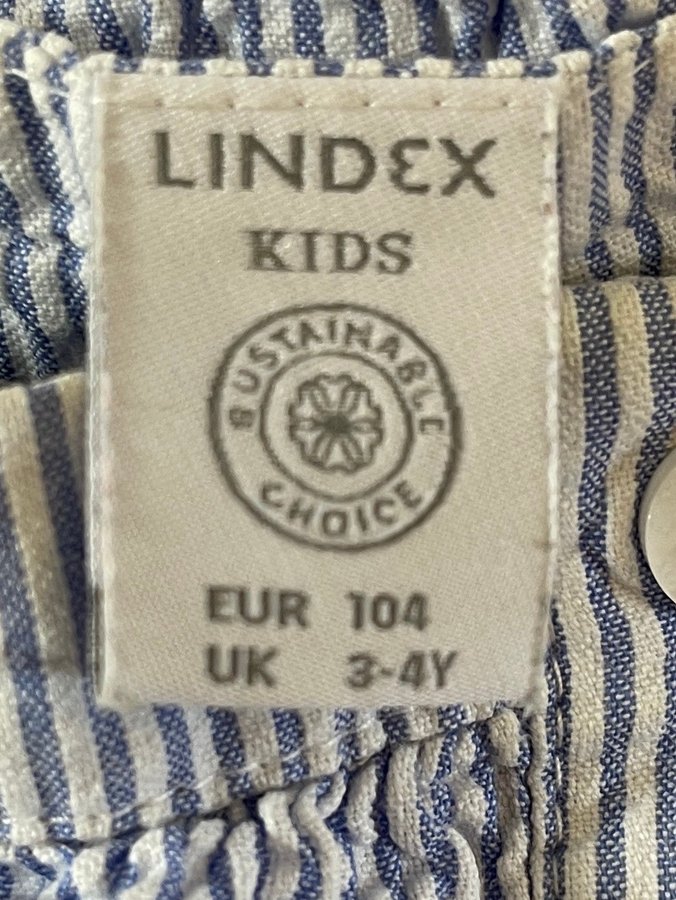 LINDEX
KIDS
SUSTAINABLE
CHOICE
EUR 104
UK 3-4Y